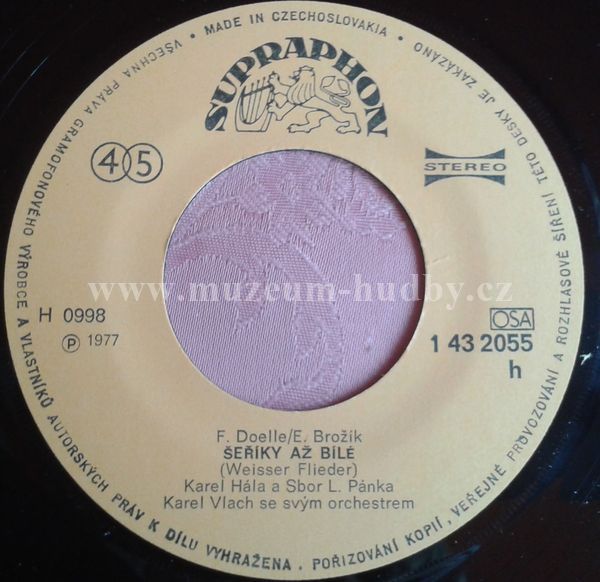 VŠECHNA PRÁVA GRAMOFONOVÉHO VÝROBCE A VLASTNÍKŮ AUTORSKÝCH PRÁV K DÍLU VYHRAŽENA. POŘIZOVÁNÍ KOPIÍ, VEŘEJNÉ PROVOZOVÁNÍ A ROZHLASOVÉ ŠÍŘENÍ TÉTO DESKY JE ZAKÁZÁNO
• MADE IN CZECHOSLOVAKIA •
SUPRAPHON
45
STEREO
www.muzeum-hudby.cz
H 0998
OSA
Ⓟ 1977
1 43 2055
h
F. Doelle/E. Brožík
ŠEŘÍKY AŽ BÍLÉ
(Weisser Flieder)
Karel Hála a Sbor L. Pánka
Karel Vlach se svým orchestrem